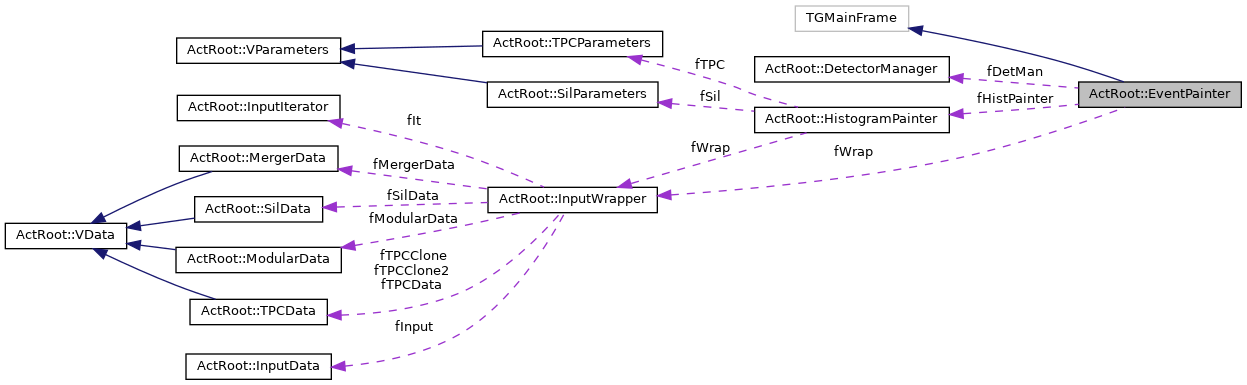 TGMainFrame
ActRoot::TPCParameters
ActRoot::VParameters
fTPC
ActRoot::DetectorManager
fDetMan
ActRoot::EventPainter
ActRoot::SilParameters
fSil
fHistPainter
ActRoot::InputIterator
ActRoot::HistogramPainter
fIt
fWrap
fWrap
ActRoot::MergerData
fMergerData
fSilData
ActRoot::InputWrapper
ActRoot::SilData
fModularData
ActRoot::VData
ActRoot::ModularData
fTPCClone
fTPCClone2
fTPCData
ActRoot::TPCData
fInput
ActRoot::InputData